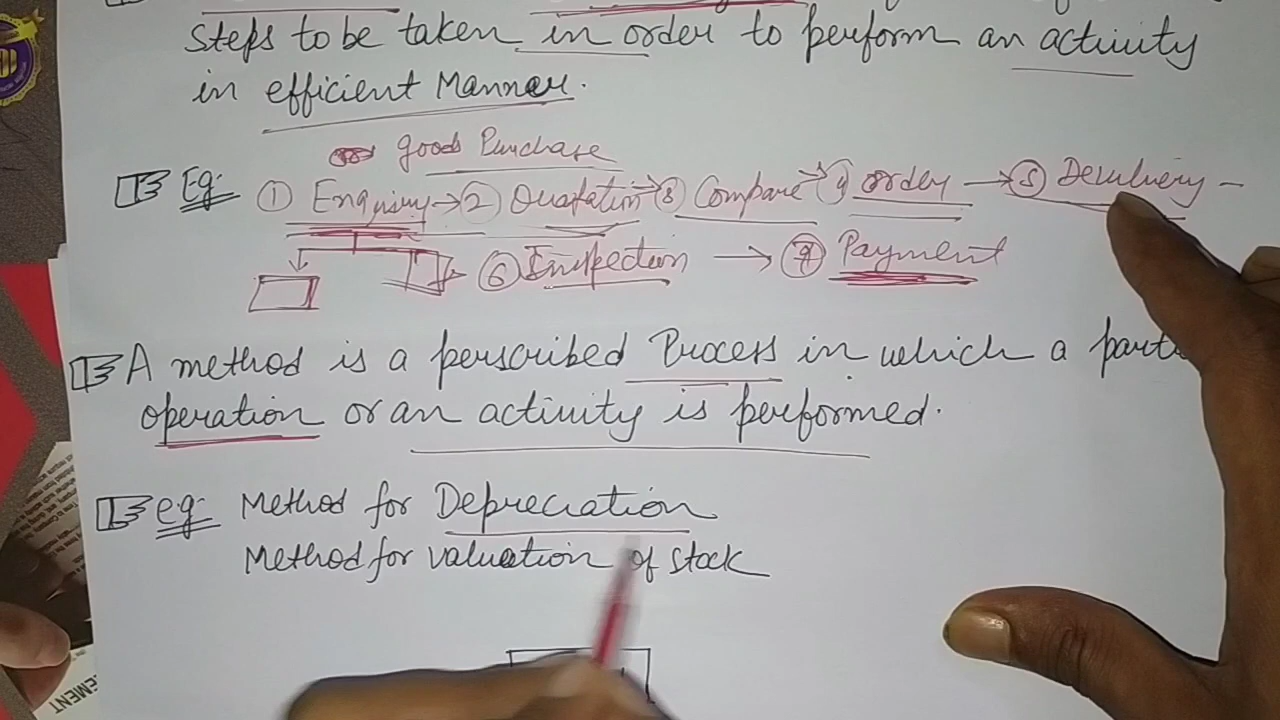 steps to be taken in order to perform an activity
in efficient Manner.
good Purchase
Eg: ① Enquiry → ② Quotation → ③ Compare → ④ order → ⑤ Delivery –
⑥ Inspection → ⑦ Payment
A method is a perscribed Process in which a part
operation or an activity is performed.
eg: Method for Depreciation
Method for valuation of stock
EMENT